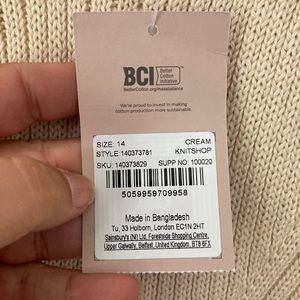 BCI Better Cotton Initiative
BetterCotton.org/massbalance
We're proud to invest in making
cotton production more sustainable
SIZE: 14 CREAM
STYLE:140373781 KNITSHOP
SKU: 140373829 SUPP NO: 100020
5059959709958
Made in Bangladesh
Tu, 33 Holborn, London EC1N 2HT
Sainsbury's (NI) Ltd, Forestside Shopping Centre,
Upper Galwally, Belfast, United Kingdom, BT8 6FX